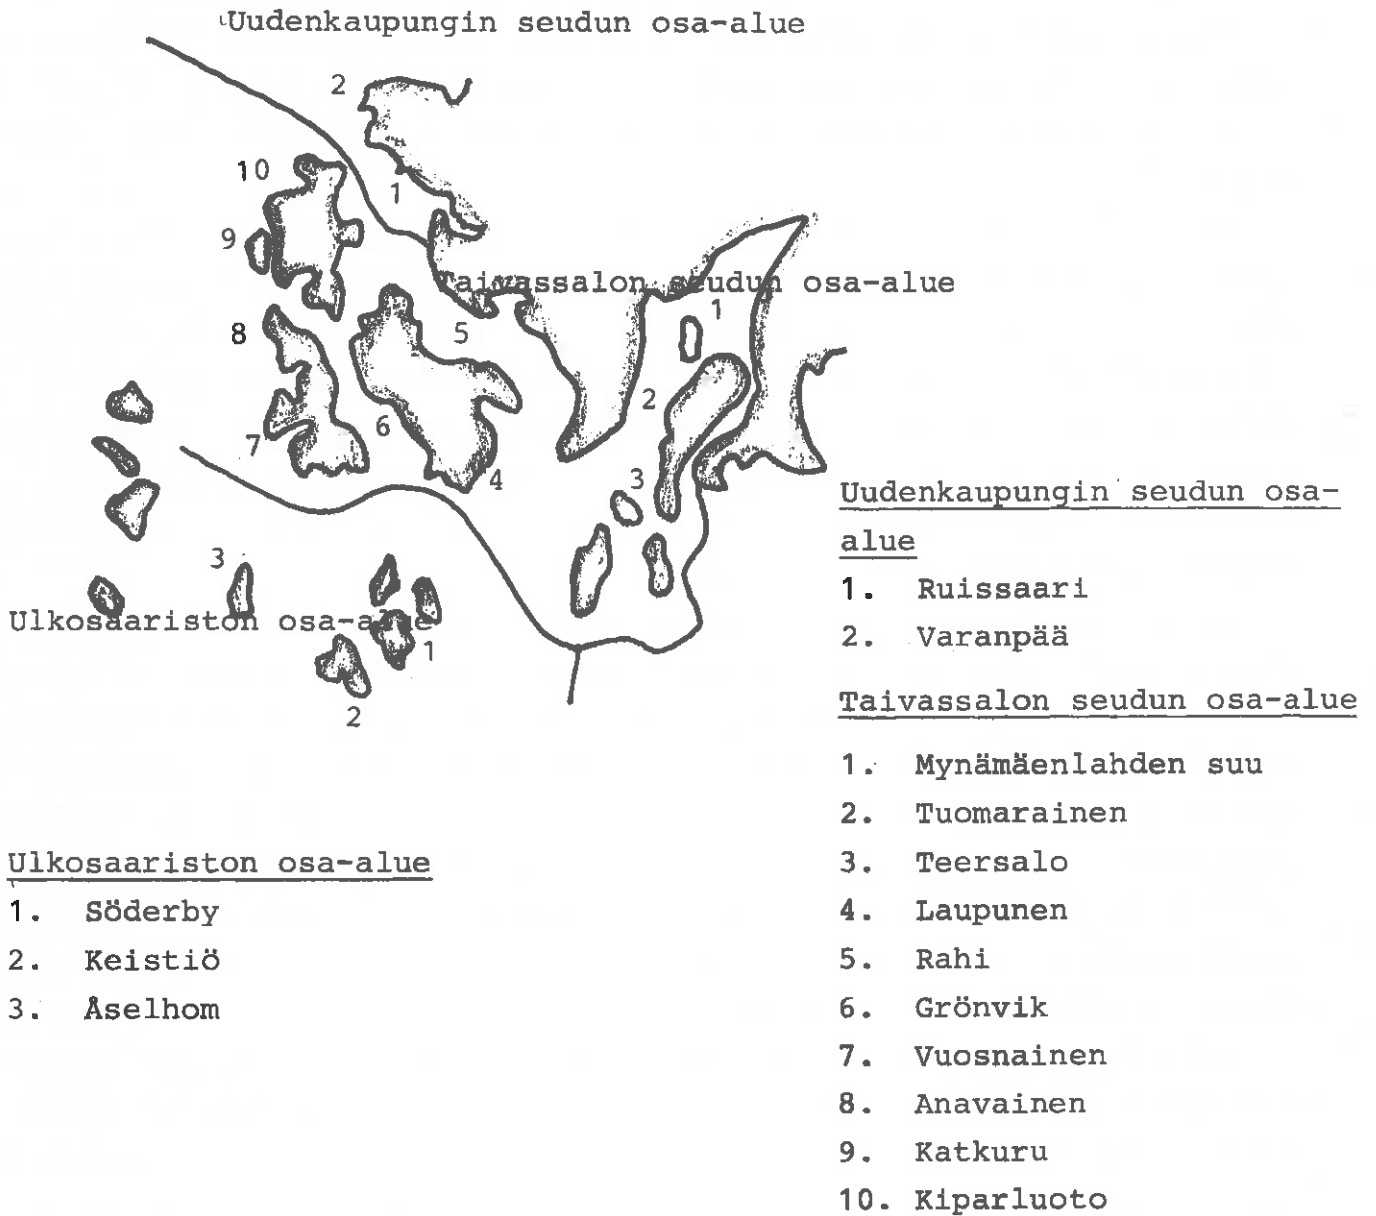 Uudenkaupungin seudun osa-alue
2
10
1
9
Taivassalon seudun osa-alue
1
5
8
2
6
7
3
4
3
Ulkosaariston osa-alue
1
2
Uudenkaupungin seudun osa-
alue
1. Ruissaari
2. Varanpää
Taivassalon seudun osa-alue
1. Mynämäenlahden suu
2. Tuomarainen
3. Teersalo
4. Laupunen
5. Rahi
6. Grönvik
7. Vuosnainen
8. Anavainen
9. Katkuru
10. Kiparluoto
Ulkosaariston osa-alue
1. Söderby
2. Keistiö
3. Åselhom